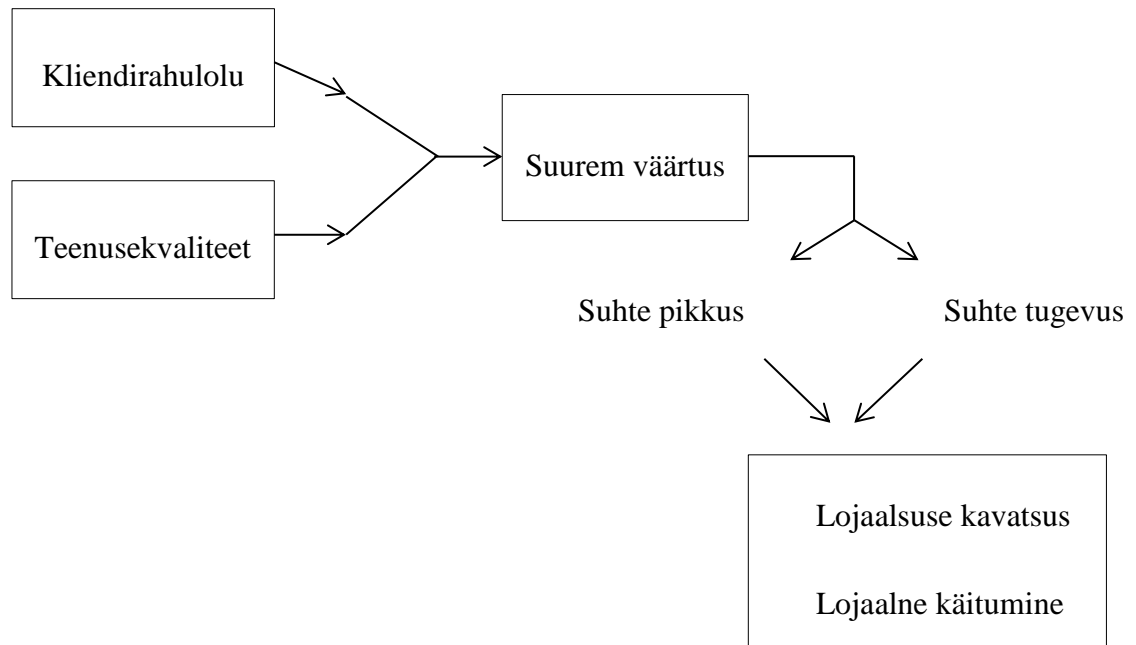 Kliendirahulolu
Teenusekvaliteet
Suurem väärtus
Suhte pikkus
Suhte tugevus
Lojaalsuse kavatsus
Lojaalne käitumine